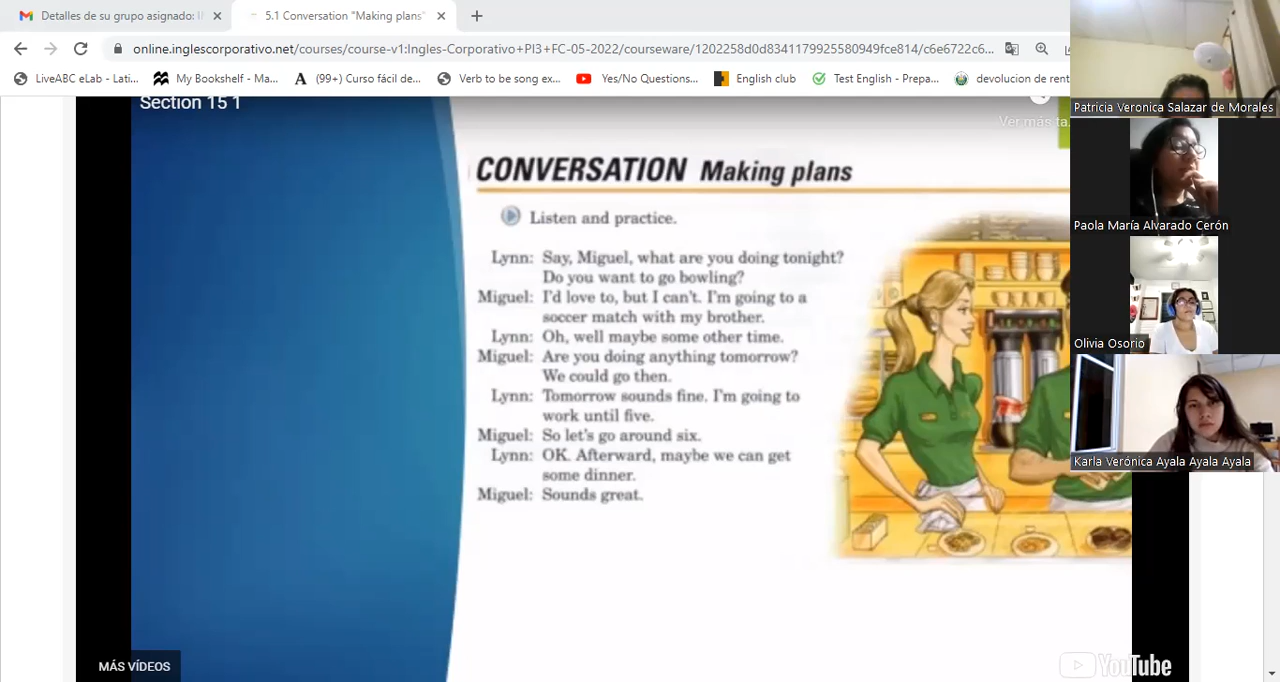 Detalles de su grupo asignado: I
5.1 Conversation "Making plans"
online.inglescorporativo.net/courses/course-v1:Ingles-Corporativo+PI3+FC-05-2022/courseware/1202258d0d8341179925580949fce814/c6e6722c6...
LiveABC eLab - Lati...
My Bookshelf - Ma...
(99+) Curso fácil de...
Verb to be song ex...
Yes/No Questions...
English club
Test English - Prepa...
devolucion de rent
Section 15 1
Ver más ta
CONVERSATION Making plans
Listen and practice.
Lynn: Say, Miguel, what are you doing tonight?
Do you want to go bowling?
Miguel: I'd love to, but I can't. I'm going to a
soccer match with my brother.
Lynn: Oh, well maybe some other time.
Miguel: Are you doing anything tomorrow?
We could go then.
Lynn: Tomorrow sounds fine. I'm going to
work until five.
Miguel: So let's go around six.
Lynn: OK. Afterward, maybe we can get
some dinner.
Miguel: Sounds great.
MÁS VÍDEOS
YouTube
Patricia Veronica Salazar de Morales
Paola María Alvarado Cerón
Olivia Osorio
Karla Verónica Ayala Ayala Ayala